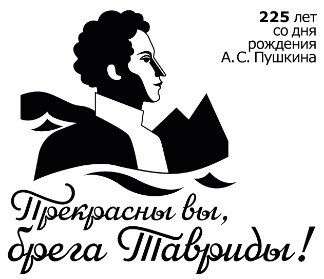 225 лет
со дня
рождения
А.С. Пушкина
Прекрасны вы,
брега Тавриды!